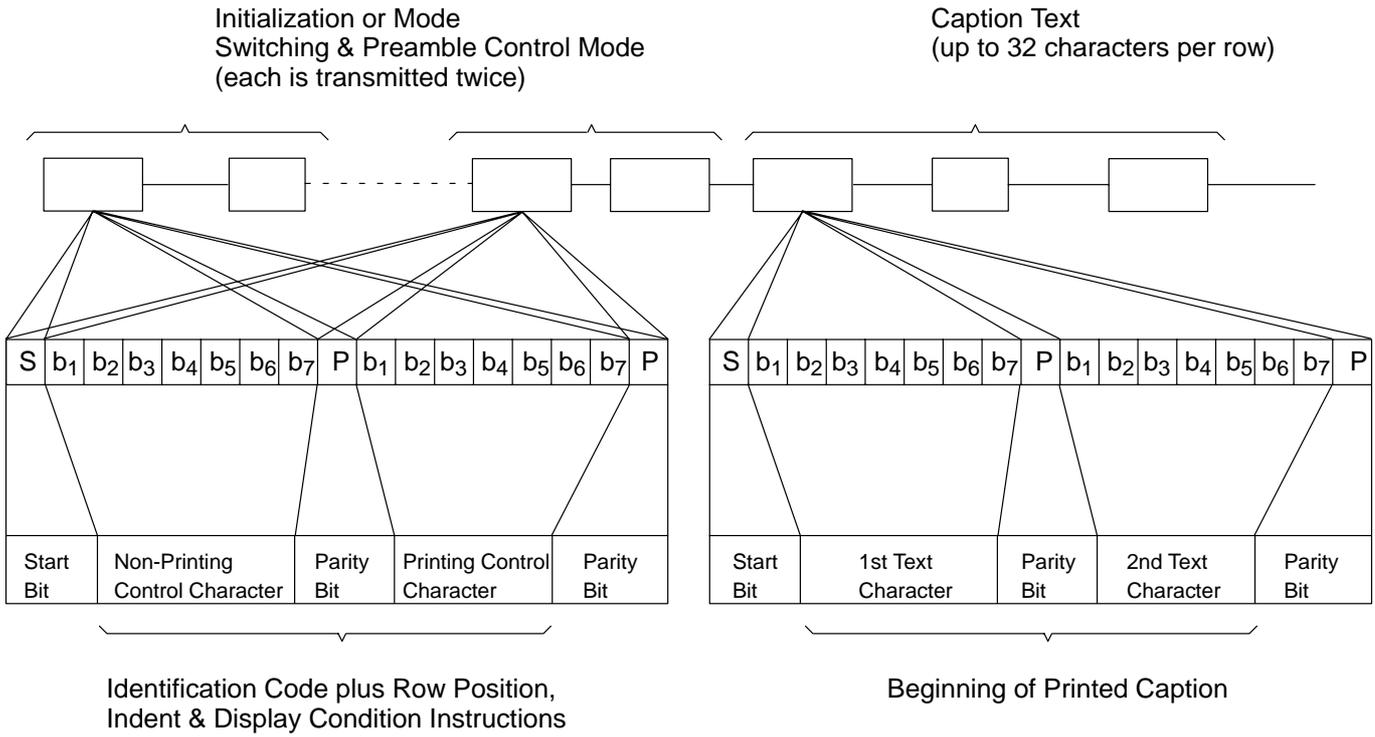 Initialization or Mode
Switching & Preamble Control Mode
(each is transmitted twice)
Caption Text
(up to 32 characters per row)
S b1 b2 b3 b4 b5 b6 b7 P b1 b2 b3 b4 b5 b6 b7 P
S b1 b2 b3 b4 b5 b6 b7 P b1 b2 b3 b4 b5 b6 b7 P
Start
Bit
Non-Printing
Control Character
Parity
Bit
Printing Control
Character
Parity
Bit
Start
Bit
1st Text
Character
Parity
Bit
2nd Text
Character
Parity
Bit
Identification Code plus Row Position,
Indent & Display Condition Instructions
Beginning of Printed Caption